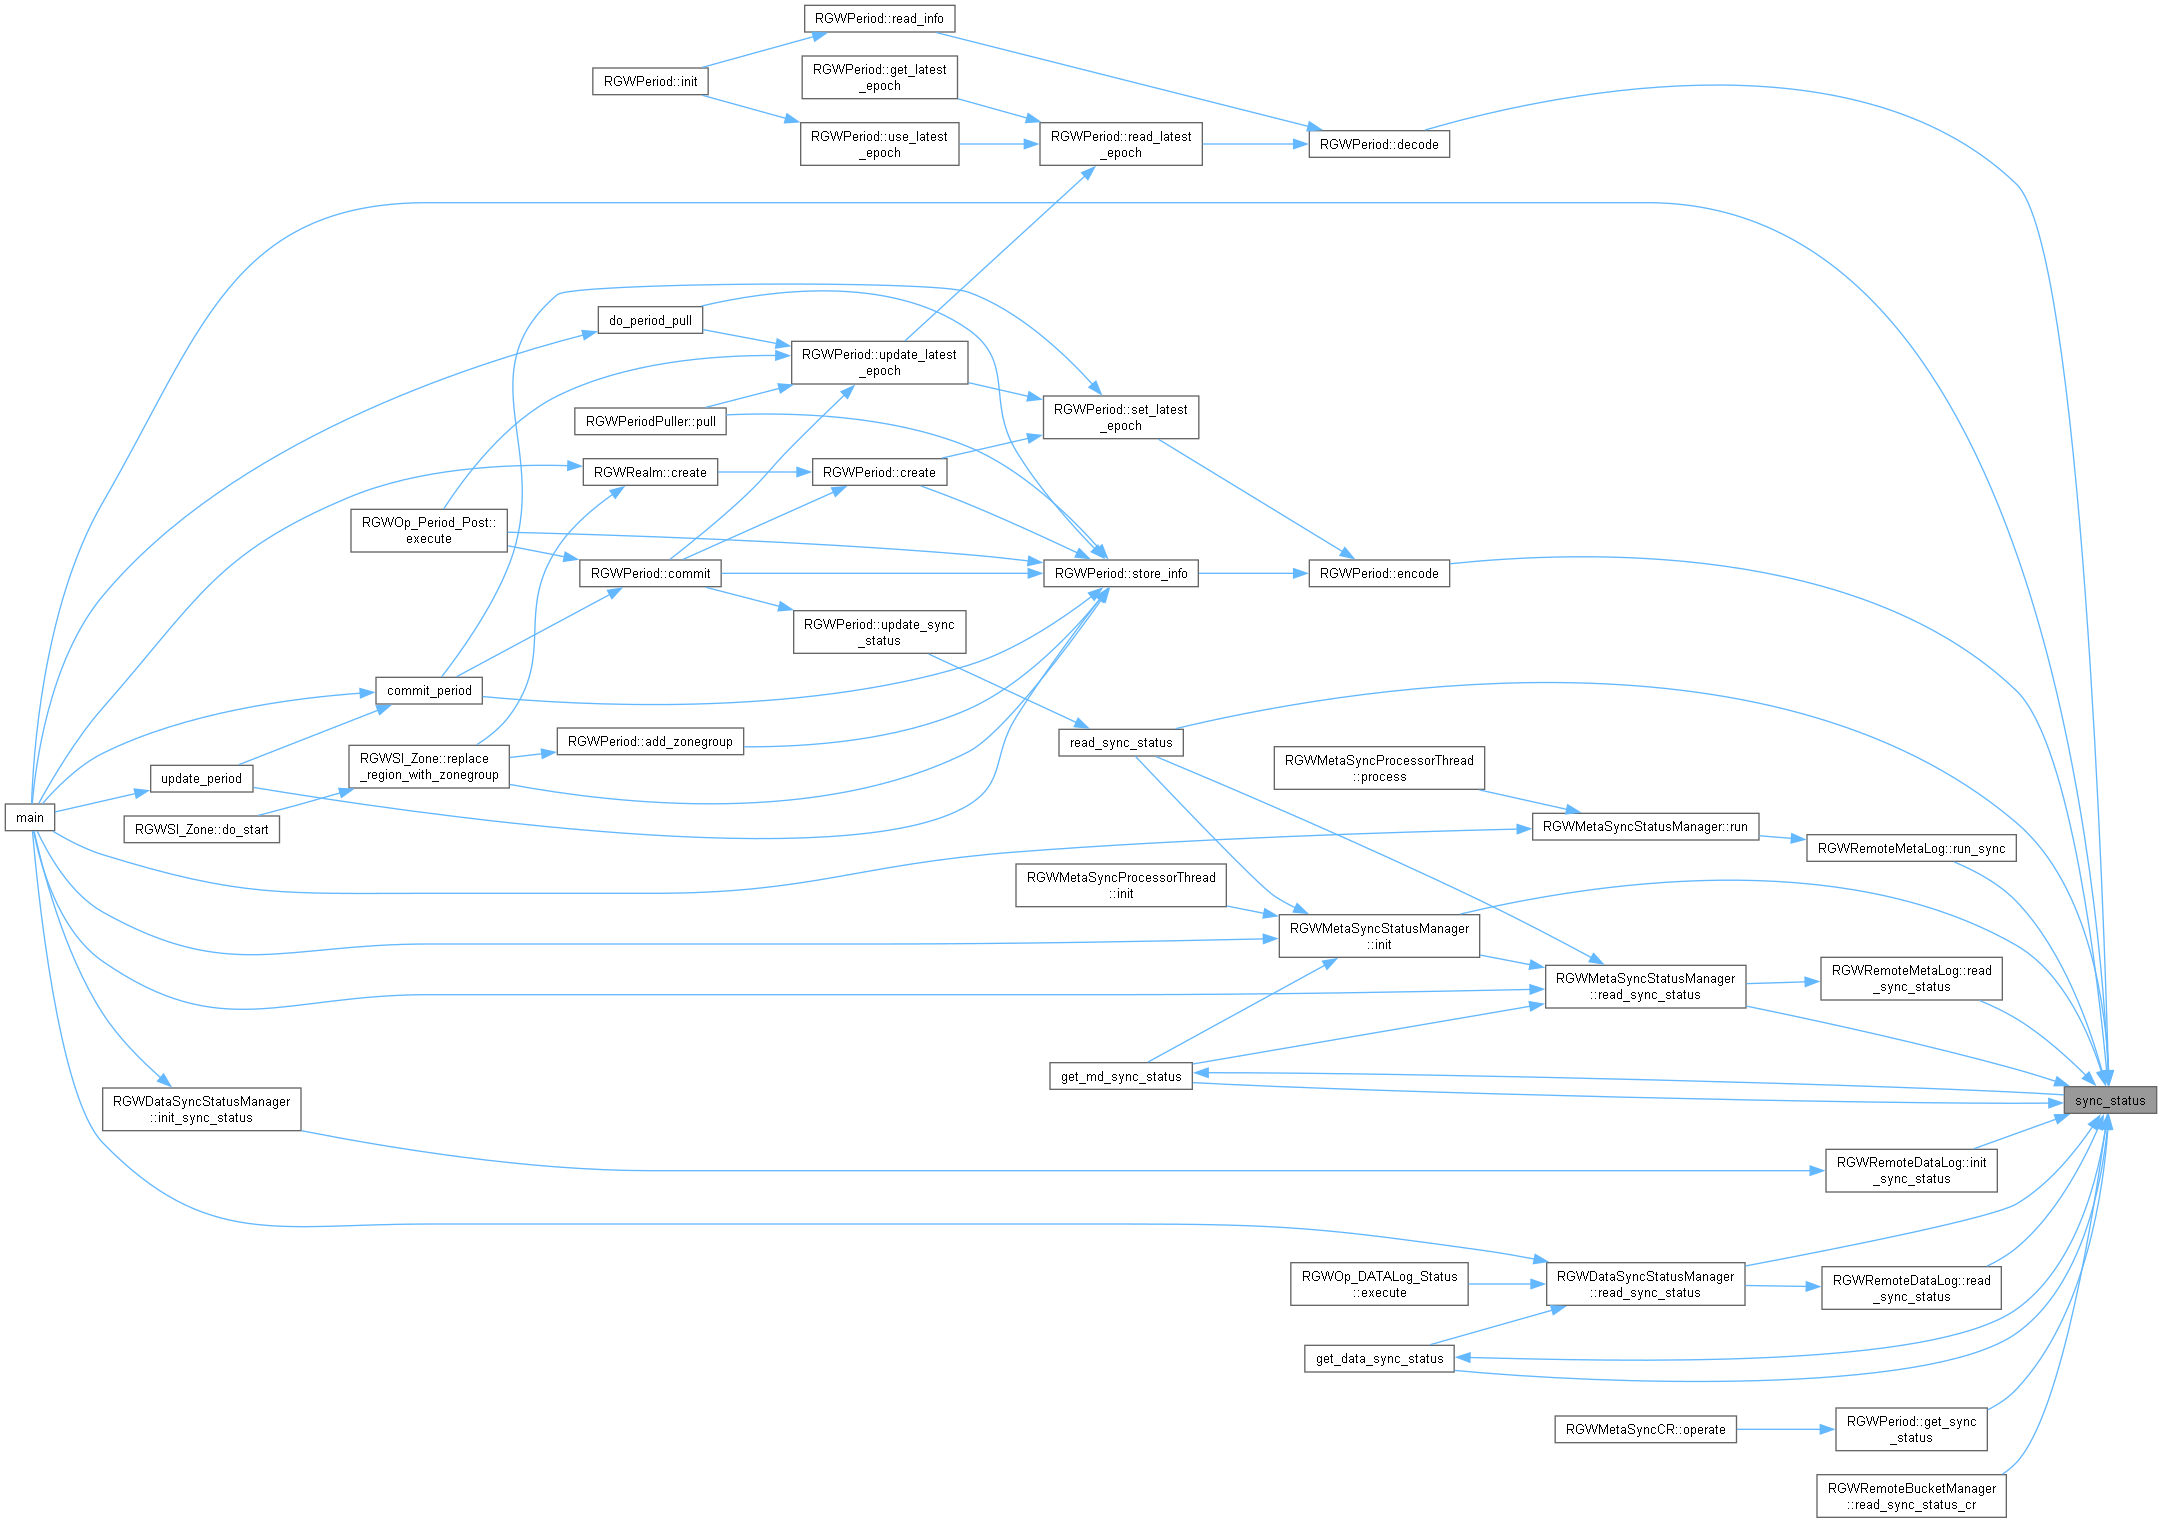 RGWPeriod::read_info
RGWPeriod::init
RGWPeriod::get_latest
_epoch
RGWPeriod::use_latest
_epoch
RGWPeriod::read_latest
_epoch
RGWPeriod::decode
do_period_pull
RGWPeriod::update_latest
_epoch
RGWPeriodPuller::pull
RGWPeriod::set_latest
_epoch
RGWRealm::create
RGWPeriod::create
RGWOp_Period_Post::
execute
RGWPeriod::commit
RGWPeriod::store_info
RGWPeriod::encode
RGWPeriod::update_sync
_status
commit_period
RGWPeriod::add_zonegroup
read_sync_status
RGWSI_Zone::replace
_region_with_zonegroup
update_period
RGWMetaSyncProcessorThread
::process
main
RGWSI_Zone::do_start
RGWMetaSyncStatusManager::run
RGWRemoteMetaLog::run_sync
RGWMetaSyncProcessorThread
::init
RGWMetaSyncStatusManager
::init
RGWMetaSyncStatusManager
::read_sync_status
RGWRemoteMetaLog::read
_sync_status
get_md_sync_status
sync_status
RGWDataSyncStatusManager
::init_sync_status
RGWRemoteDataLog::init
_sync_status
RGWOp_DATALog_Status
::execute
RGWDataSyncStatusManager
::read_sync_status
RGWRemoteDataLog::read
_sync_status
get_data_sync_status
RGWMetaSyncCR::operate
RGWPeriod::get_sync
_status
RGWRemoteBucketManager
::read_sync_status_cr